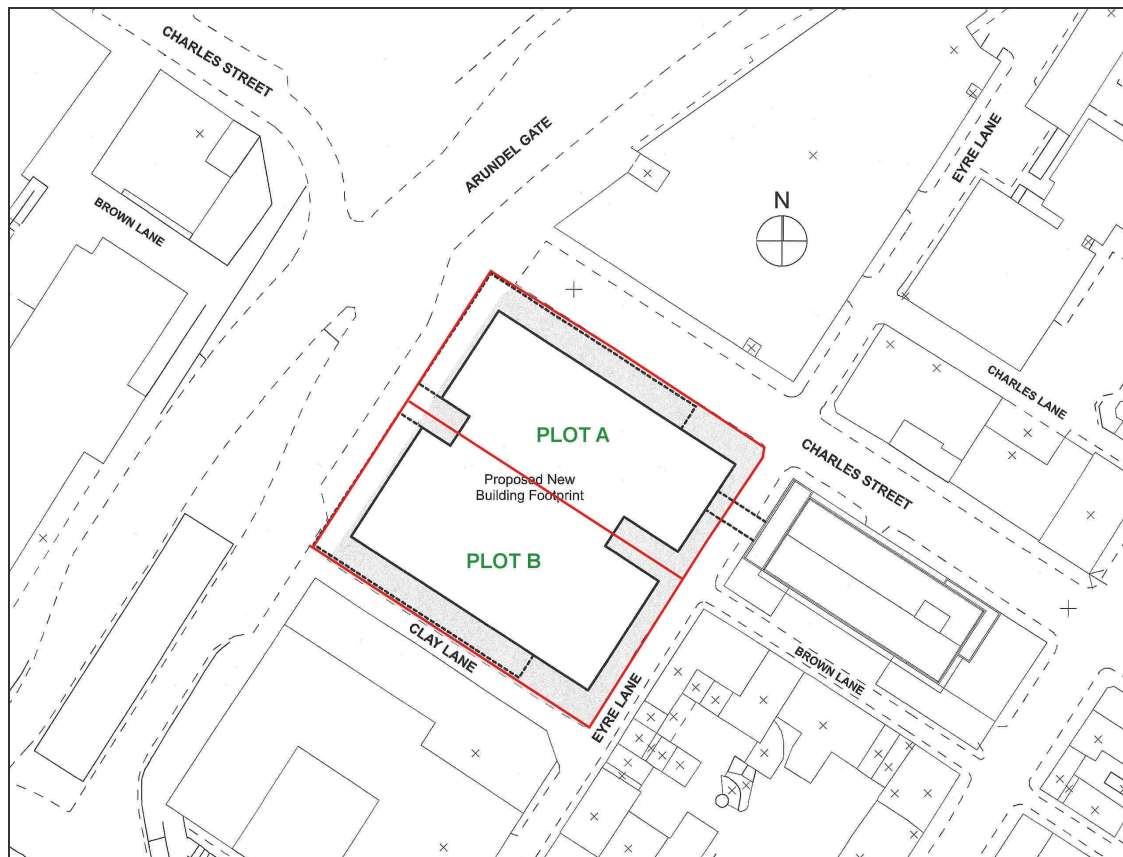 CHARLES STREET
ARUNDEL GATE
EYRE LANE
BROWN LANE
N
CHARLES LANE
PLOT A
CHARLES STREET
Proposed New
Building Footprint
PLOT B
CLAY LANE
BROWN LANE
EYRE LANE